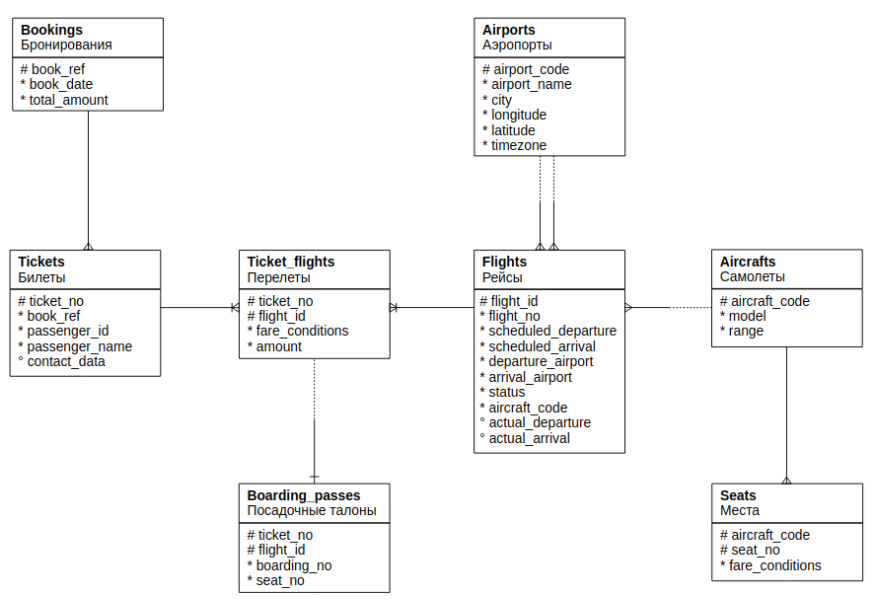 Bookings
Бронирования
# book_ref
* book_date
* total_amount
Airports
Аэропорты
# airport_code
* airport_name
* city
* longitude
* latitude
* timezone
Tickets
Билеты
# ticket_no
* book_ref
* passenger_id
* passenger_name
° contact_data
Ticket_flights
Перелеты
# ticket_no
# flight_id
* fare_conditions
* amount
Flights
Рейсы
# flight_id
* flight_no
* scheduled_departure
* scheduled_arrival
* departure_airport
* arrival_airport
* status
* aircraft_code
° actual_departure
° actual_arrival
Aircrafts
Самолеты
# aircraft_code
* model
* range
Boarding_passes
Посадочные талоны
# ticket_no
# flight_id
* boarding_no
* seat_no
Seats
Места
# aircraft_code
# seat_no
* fare_conditions